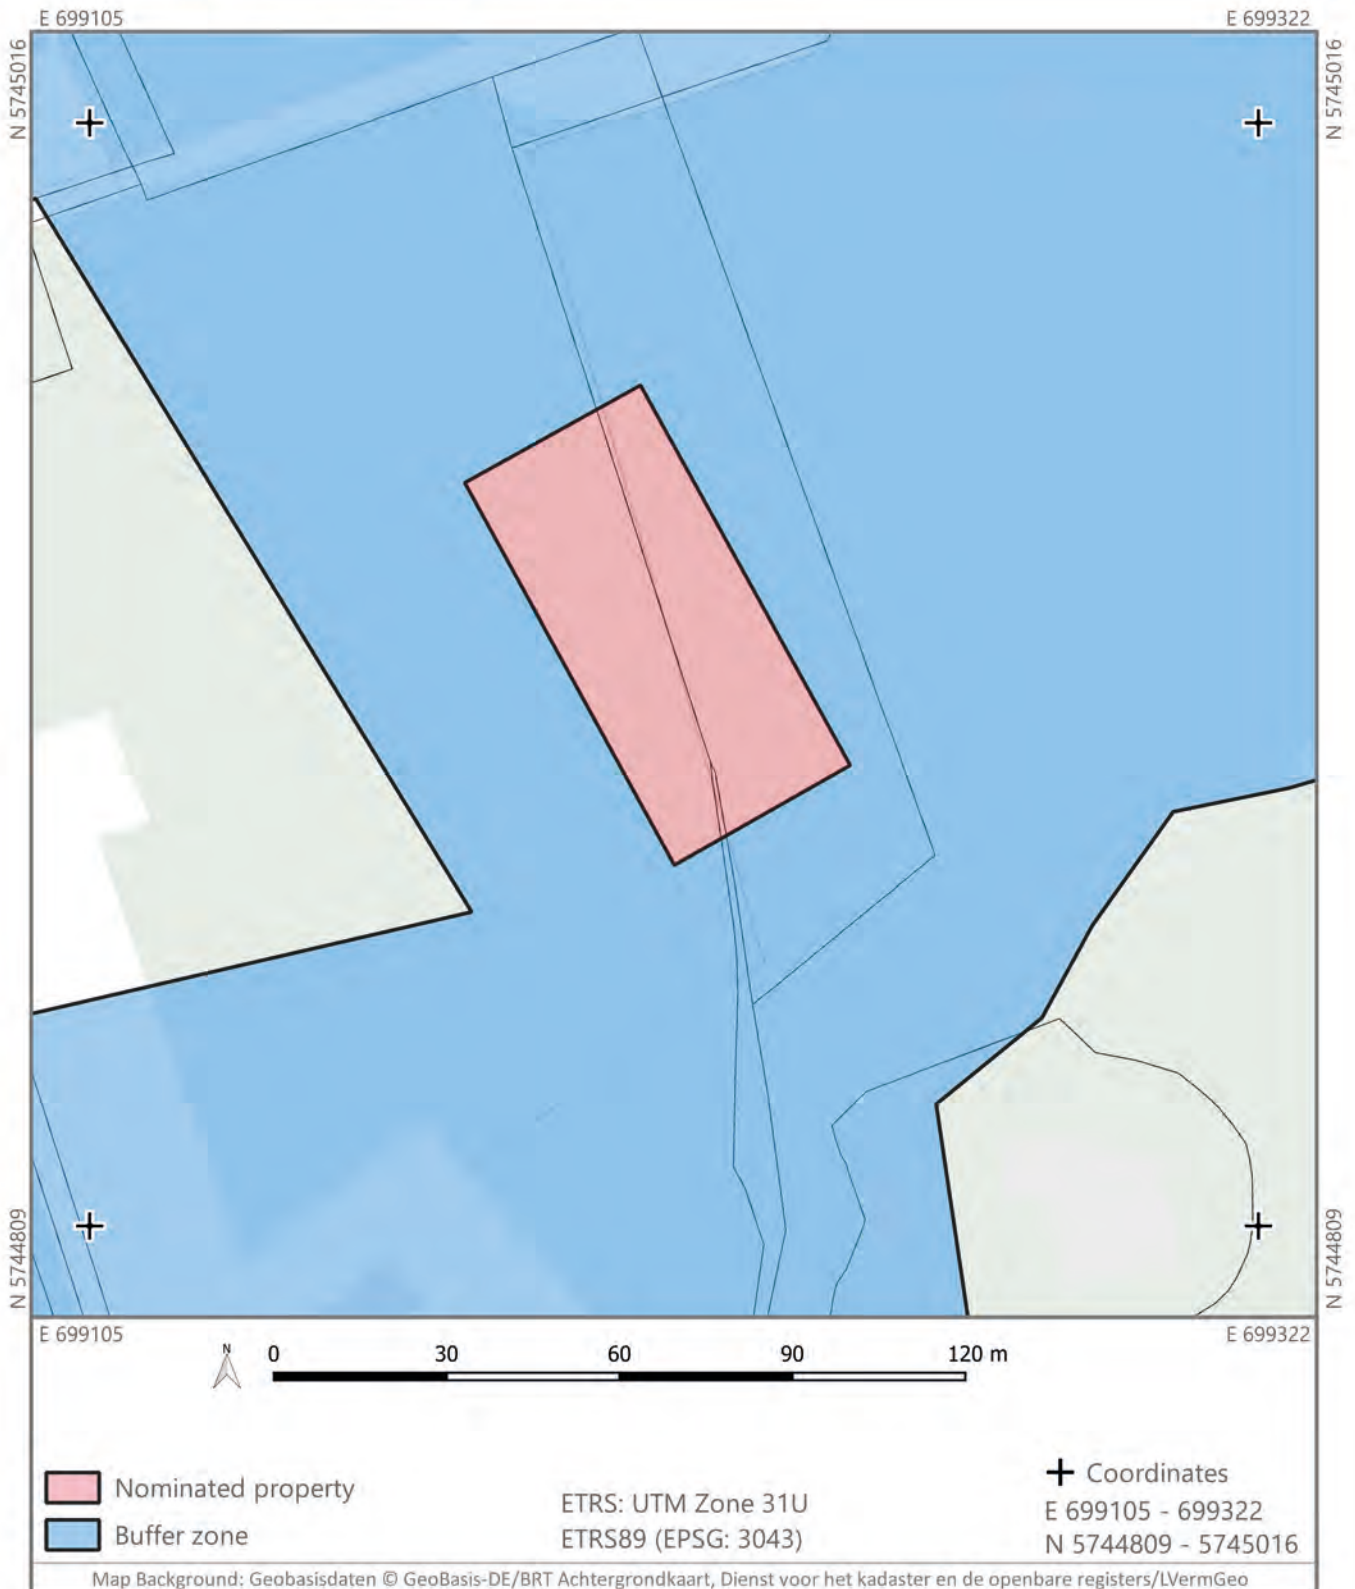 E 699105
E 699322
N 5745016
N 5745016
N 5744809
N 5744809
E 699105
E 699322
N
0 30 60 90 120 m
Nominated property
Buffer zone
ETRS: UTM Zone 31U
ETRS89 (EPSG: 3043)
Coordinates
E 699105 - 699322
N 5744809 - 5745016
Map Background: Geobasisdaten © GeoBasis-DE/BRT Achtergrondkaart, Dienst voor het kadaster en de openbare registers/LVermGeo